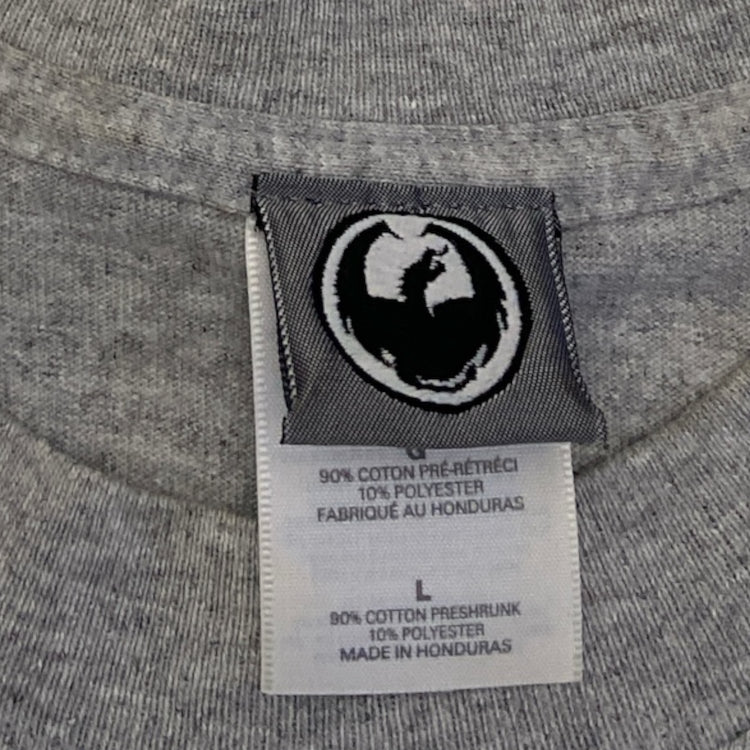 G
90% COTON PRÉ-RÉTRÉCI
10% POLYESTER
FABRIQUÉ AU HONDURAS
L
90% COTTON PRESHRUNK
10% POLYESTER
MADE IN HONDURAS